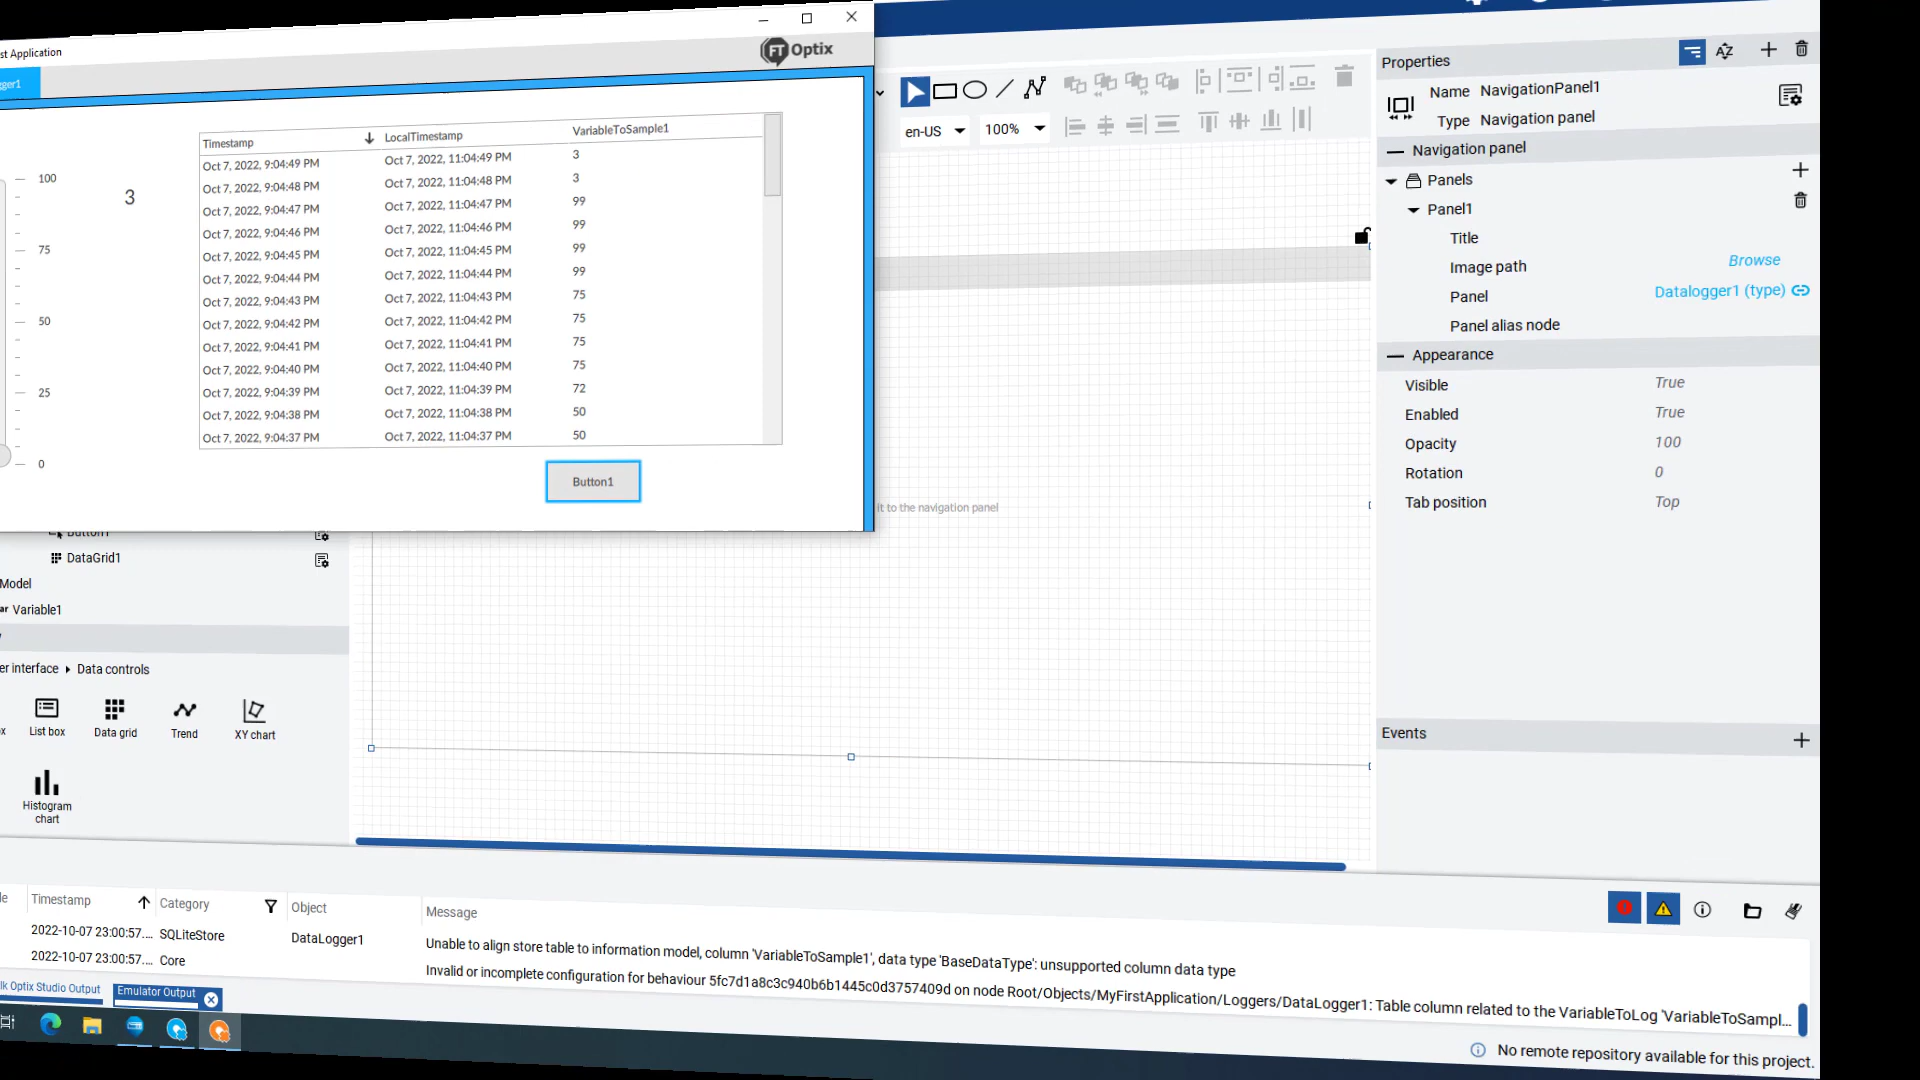 st Application
FT Optix
gger1
Timestamp LocalTimestamp VariableToSample1
Oct 7, 2022, 9:04:49 PM Oct 7, 2022, 11:04:49 PM 3
Oct 7, 2022, 9:04:48 PM Oct 7, 2022, 11:04:48 PM 3
Oct 7, 2022, 9:04:47 PM Oct 7, 2022, 11:04:47 PM 99
Oct 7, 2022, 9:04:46 PM Oct 7, 2022, 11:04:46 PM 99
Oct 7, 2022, 9:04:45 PM Oct 7, 2022, 11:04:45 PM 99
Oct 7, 2022, 9:04:44 PM Oct 7, 2022, 11:04:44 PM 99
Oct 7, 2022, 9:04:43 PM Oct 7, 2022, 11:04:43 PM 75
Oct 7, 2022, 9:04:42 PM Oct 7, 2022, 11:04:42 PM 75
Oct 7, 2022, 9:04:41 PM Oct 7, 2022, 11:04:41 PM 75
Oct 7, 2022, 9:04:40 PM Oct 7, 2022, 11:04:40 PM 75
Oct 7, 2022, 9:04:39 PM Oct 7, 2022, 11:04:39 PM 72
Oct 7, 2022, 9:04:38 PM Oct 7, 2022, 11:04:38 PM 50
Oct 7, 2022, 9:04:37 PM Oct 7, 2022, 11:04:37 PM 50
100
75
50
25
0
3
Button1
en-US 100%
it to the navigation panel
Properties
Name NavigationPanel1
Type Navigation panel
Navigation panel
Panels
Panel1
Title
Image path Browse
Panel Datalogger1 (type)
Panel alias node
Appearance
Visible True
Enabled True
Opacity 100
Rotation 0
Tab position Top
Events
Button1
DataGrid1
Model
Variable1
er interface Data controls
List box Data grid Trend XY chart
Histogram
chart
Timestamp Category Object Message
2022-10-07 23:00:57.... SQLiteStore DataLogger1 Unable to align store table to information model, column 'VariableToSample1', data type 'BaseDataType': unsupported column data type
2022-10-07 23:00:57.... Core Invalid or incomplete configuration for behaviour 5fc7d1a8c3c940b6b1445c0d3757409d on node Root/Objects/MyFirstApplication/Loggers/DataLogger1: Table column related to the VariableToLog 'VariableToSampl...
lk Optix Studio Output Emulator Output
No remote repository available for this project.